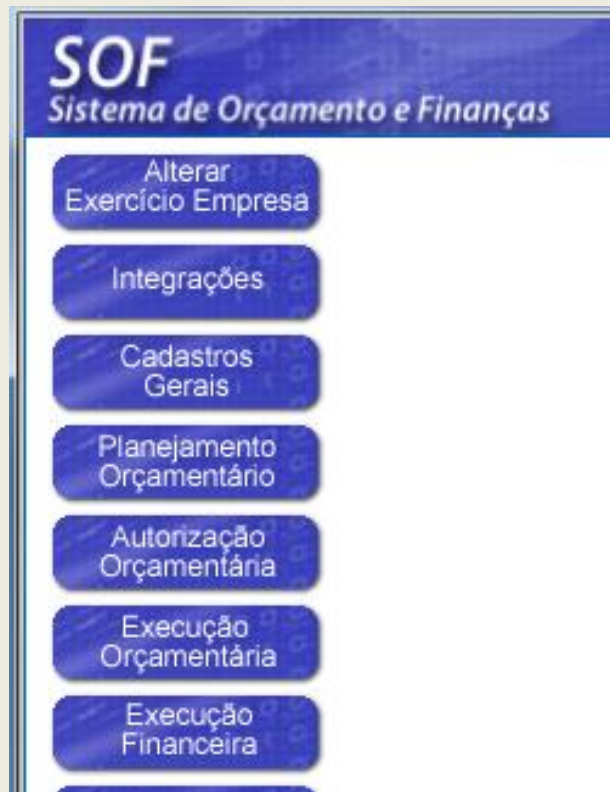 SOF
Sistema de Orçamento e Finanças
Alterar
Exercício Empresa
Integrações
Cadastros
Gerais
Planejamento
Orçamentário
Autorização
Orçamentária
Execução
Orçamentária
Execução
Financeira